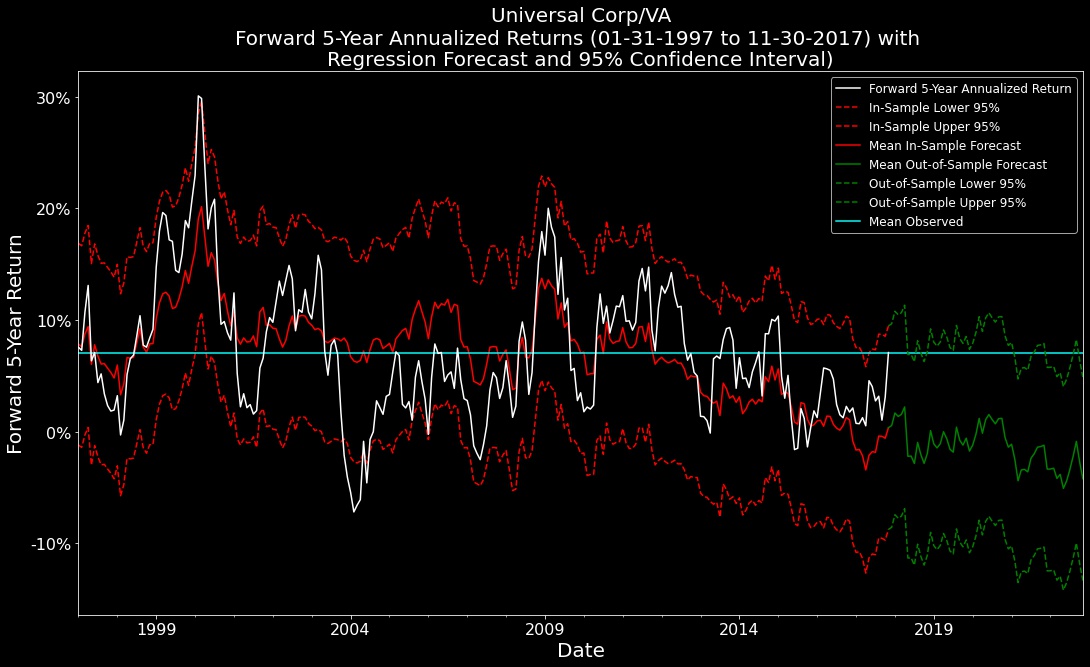 Universal Corp/VA
Forward 5-Year Annualized Returns (01-31-1997 to 11-30-2017) with
Regression Forecast and 95% Confidence Interval)
Forward 5-Year Annualized Return
In-Sample Lower 95%
In-Sample Upper 95%
Mean In-Sample Forecast
Mean Out-of-Sample Forecast
Out-of-Sample Lower 95%
Out-of-Sample Upper 95%
Mean Observed
Forward 5-Year Return
30%
20%
10%
0%
-10%
1999
2004
2009
2014
2019
Date